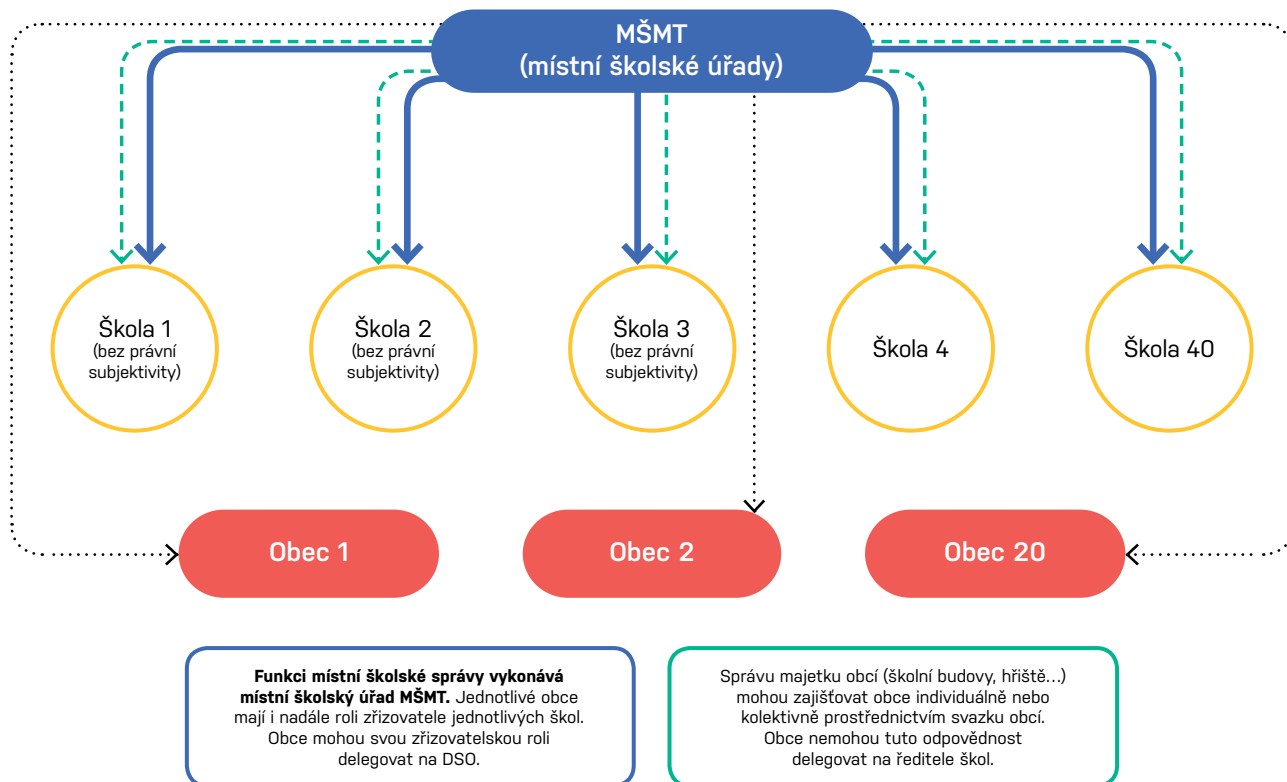 MŠMT
(místní školské úřady)
Škola 1
(bez právní
subjektivity)
Škola 2
(bez právní
subjektivity)
Škola 3
(bez právní
subjektivity)
Škola 4
Škola 40
Obec 1
Obec 2
Obec 20
Funkci místní školské správy vykonává
místní školský úřad MŠMT. Jednotlivé obce
mají i nadále roli zřizovatele jednotlivých škol.
Obce mohou svou zřizovatelskou roli
delegovat na DSO.
Správu majetku obcí (školní budovy, hřiště...)
mohou zajišťovat obce individuálně nebo
kolektivně prostřednictvím svazku obcí.
Obce nemohou tuto odpovědnost
delegovat na ředitele škol.